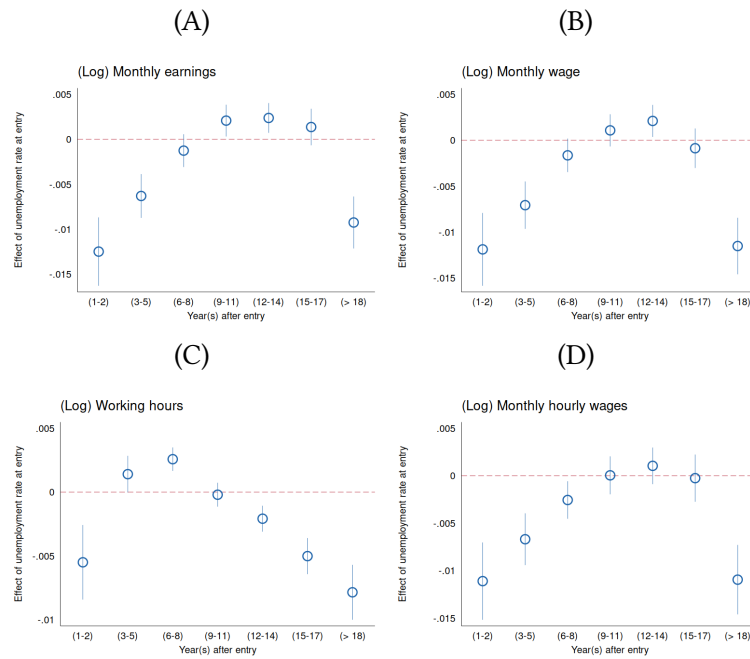 (A)
(Log) Monthly earnings
Effect of unemployment rate at entry
.005
0
-.005
-.01
-.015
(1-2) (3-5) (6-8) (9-11) (12-14) (15-17) (> 18)
Year(s) after entry
(B)
(Log) Monthly wage
Effect of unemployment rate at entry
.005
0
-.005
-.01
-.015
(1-2) (3-5) (6-8) (9-11) (12-14) (15-17) (> 18)
Year(s) after entry
(C)
(Log) Working hours
Effect of unemployment rate at entry
.005
0
-.005
-.01
(1-2) (3-5) (6-8) (9-11) (12-14) (15-17) (> 18)
Year(s) after entry
(D)
(Log) Monthly hourly wages
Effect of unemployment rate at entry
.005
0
-.005
-.01
-.015
(1-2) (3-5) (6-8) (9-11) (12-14) (15-17) (> 18)
Year(s) after entry